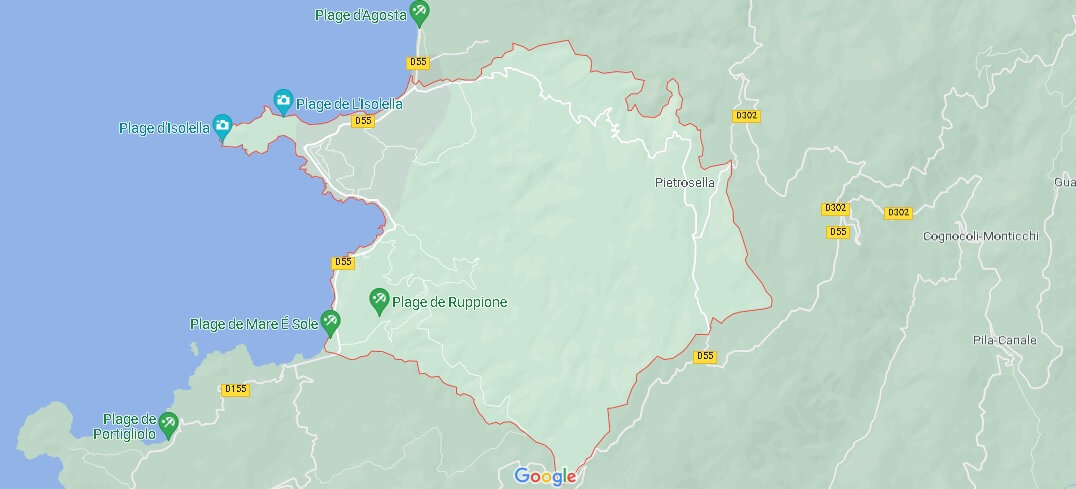 Plage d'Agosta
D55
Plage de L'Isolella
D55
Plage d'Isolella
D302
Pietrosella
Gua
D302
D302
D55
Cognocoli-Monticchi
D55
Plage de Ruppione
Plage de Mare É Sole
Pila-Canale
D55
D155
Plage de
Portigliolo
Google